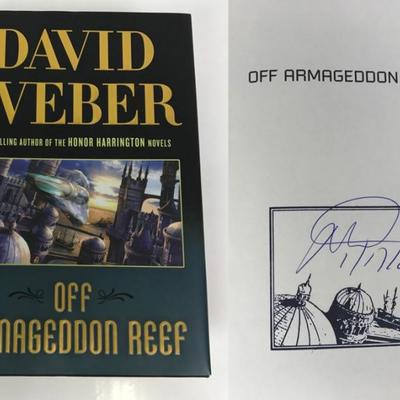 DAVID
WEBER
LLING AUTHOR OF THE HONOR HARRINGTON NOVELS
OFF
MAGEDDON REEF
OFF ARMAGEDDON